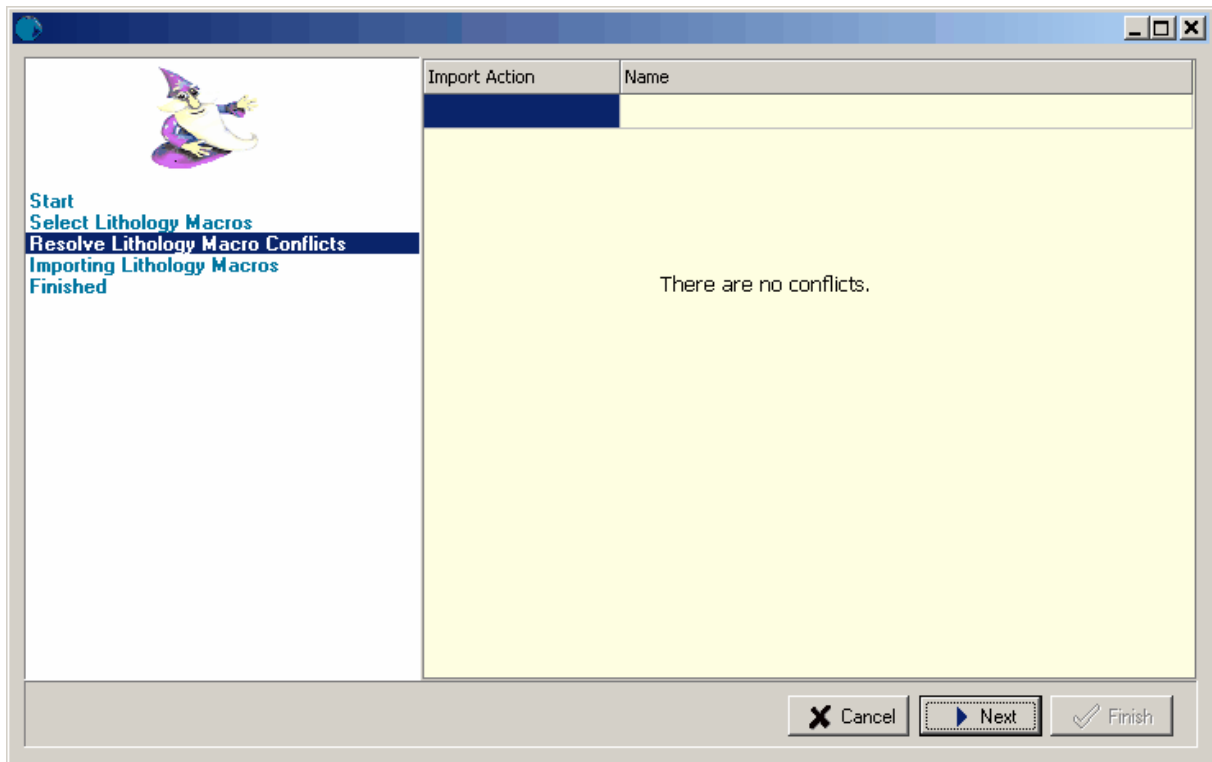 Import Action Name
Start
Select Lithology Macros
Resolve Lithology Macro Conflicts
Importing Lithology Macros
Finished
There are no conflicts.
Cancel Next Finish